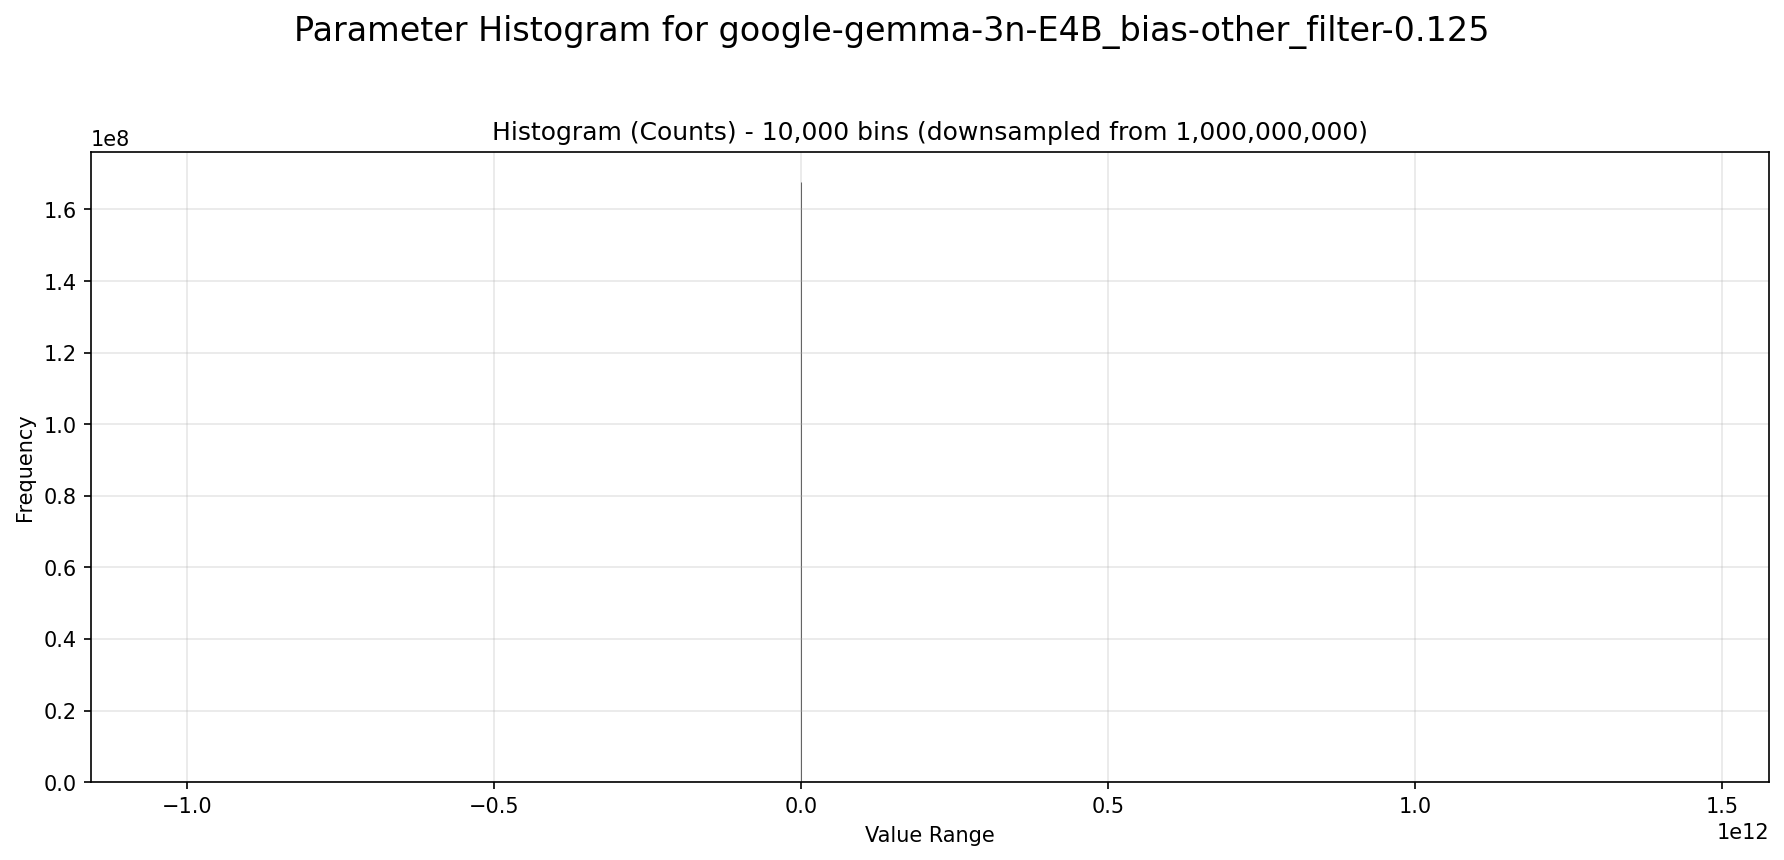 Parameter Histogram for google-gemma-3n-E4B_bias-other_filter-0.125
Histogram (Counts) - 10,000 bins (downsampled from 1,000,000,000)
1e8
1.6
1.4
1.2
1.0
0.8
0.6
0.4
0.2
0.0
Frequency
−1.0 −0.5 0.0 0.5 1.0 1.5
1e12
Value Range